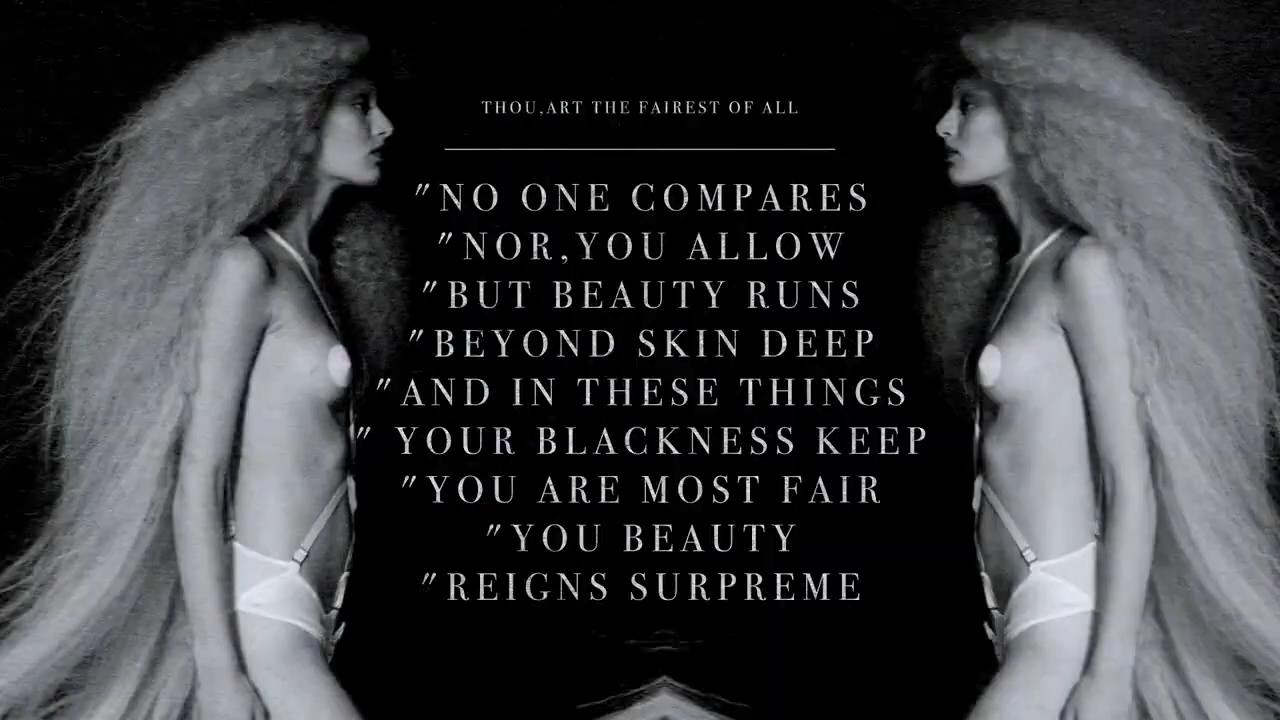 THOU,ART THE FAIREST OF ALL
"NO ONE COMPARES
"NOR,YOU ALLOW
"BUT BEAUTY RUNS
"BEYOND SKIN DEEP
"AND IN THESE THINGS
" YOUR BLACKNESS KEEP
"YOU ARE MOST FAIR
"YOU BEAUTY
"REIGNS SURPREME